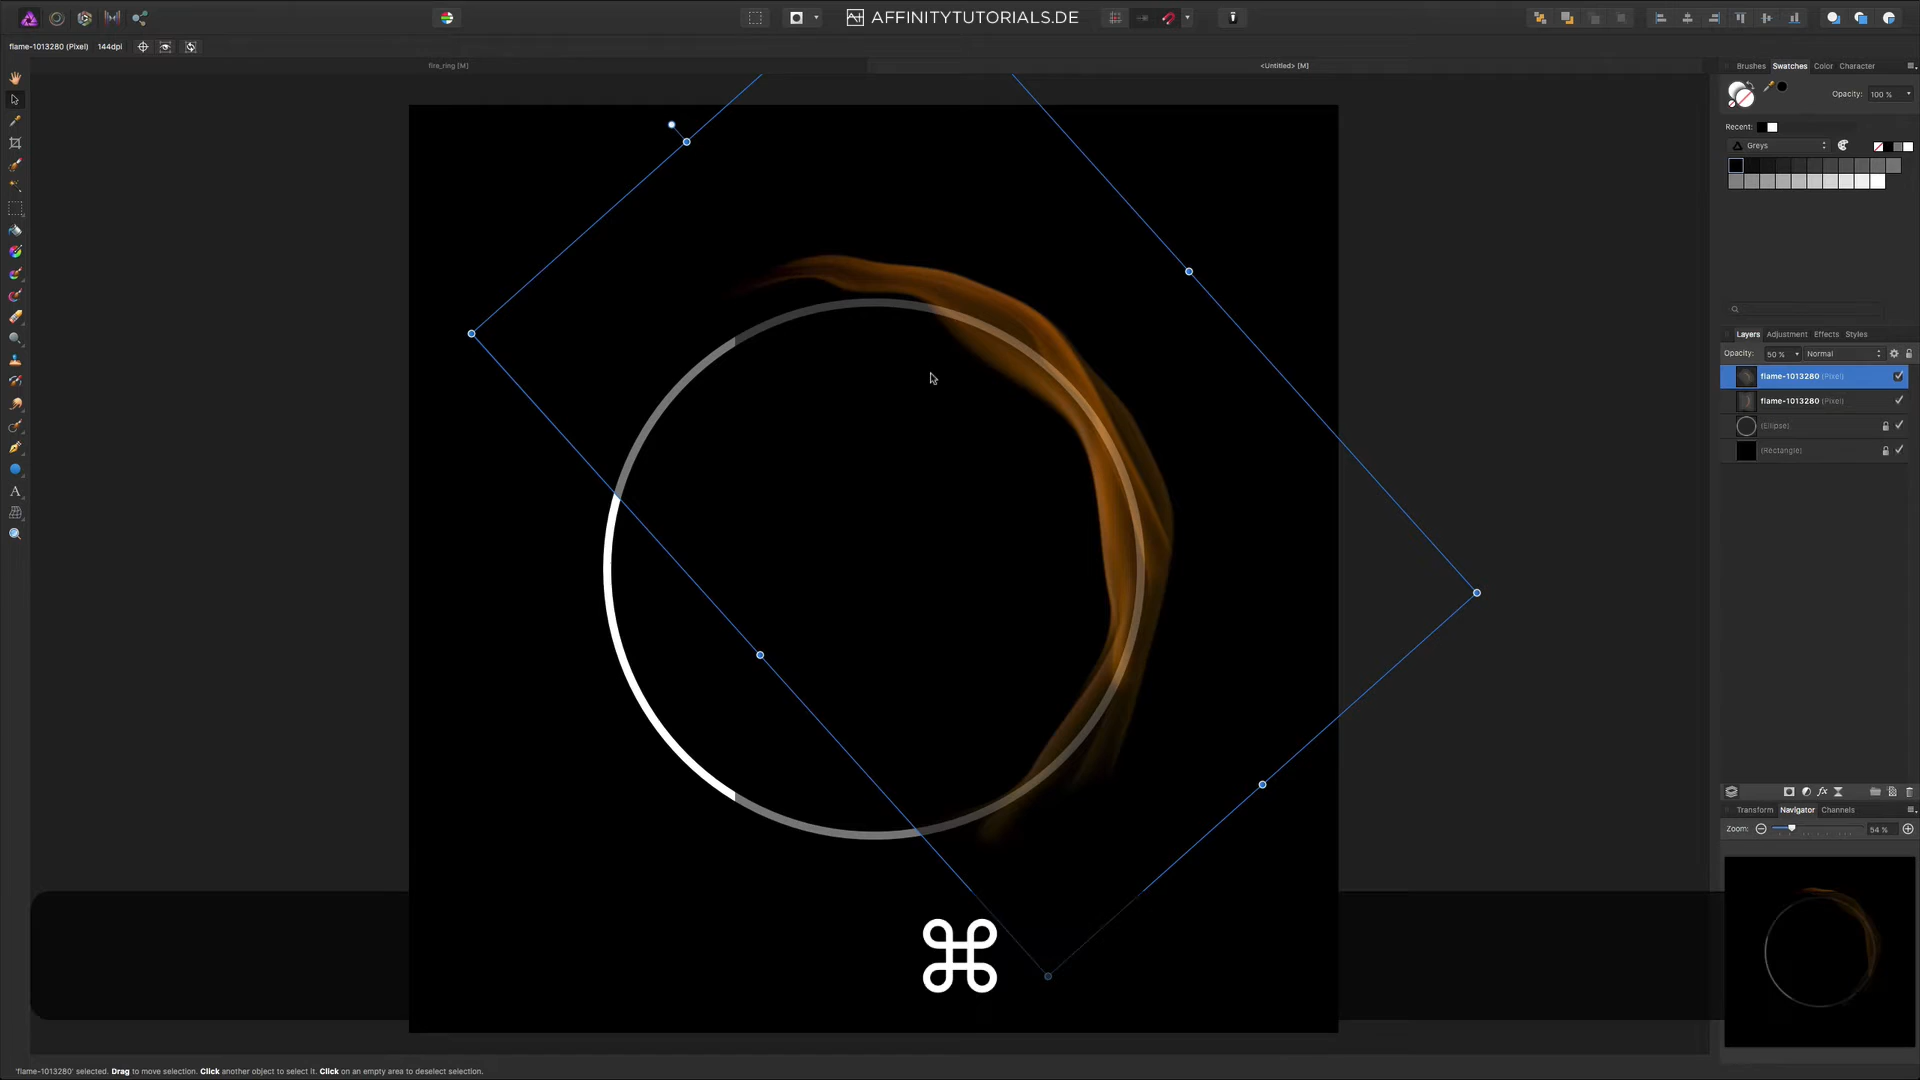 AFFINITYTUTORIALS.DE
flame-1013280 (Pixel)
144dpi
fire_ring [M]
<Untitled> [M]
Brushes
Swatches
Color
Character
Opacity:
100 %
Recent:
Greys
Layers
Adjustment
Effects
Styles
Opacity:
50 %
Normal
flame-1013280 (Pixel)
flame-1013280 (Pixel)
(Ellipse)
(Rectangle)
Transform
Navigator
Channels
Zoom:
54 %
⌘
'flame-1013280' selected. Drag to move selection. Click another object to select it. Click on an empty area to deselect selection.